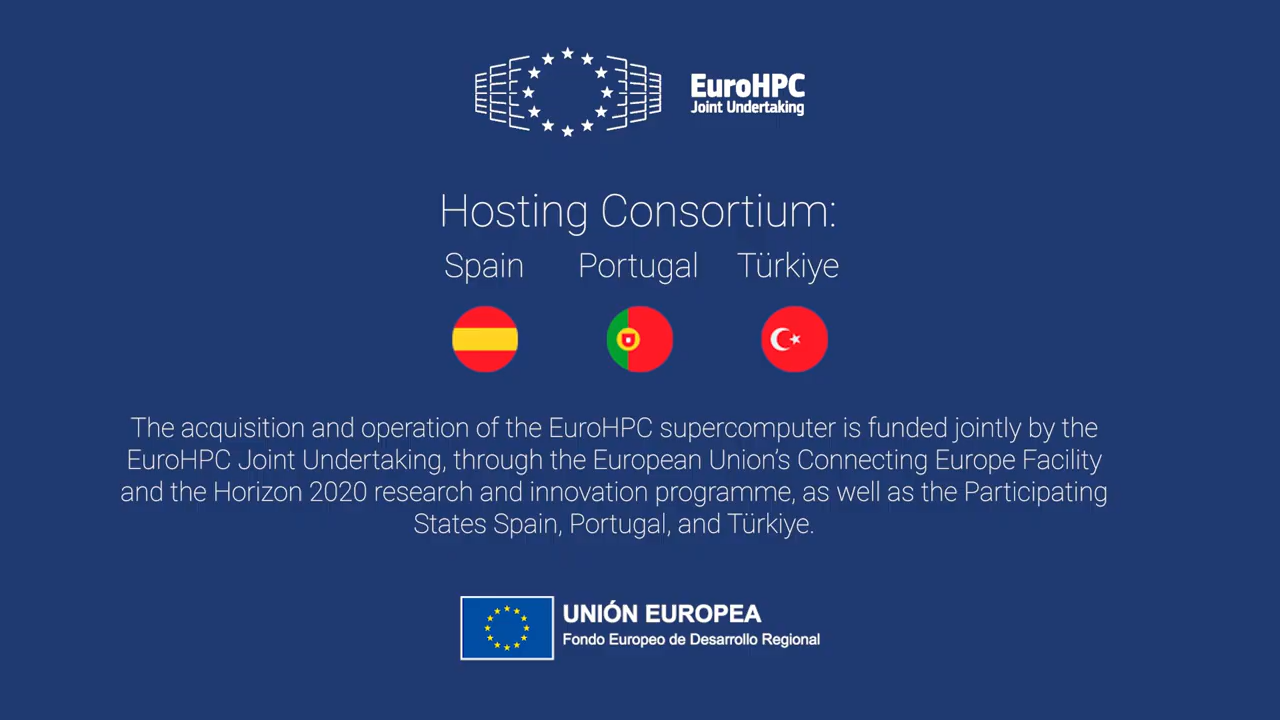 EuroHPC
Joint Undertaking
Hosting Consortium:
Spain Portugal Türkiye
The acquisition and operation of the EuroHPC supercomputer is funded jointly by the
EuroHPC Joint Undertaking, through the European Union's Connecting Europe Facility
and the Horizon 2020 research and innovation programme, as well as the Participating
States Spain, Portugal, and Türkiye.
UNIÓN EUROPEA
Fondo Europeo de Desarrollo Regional